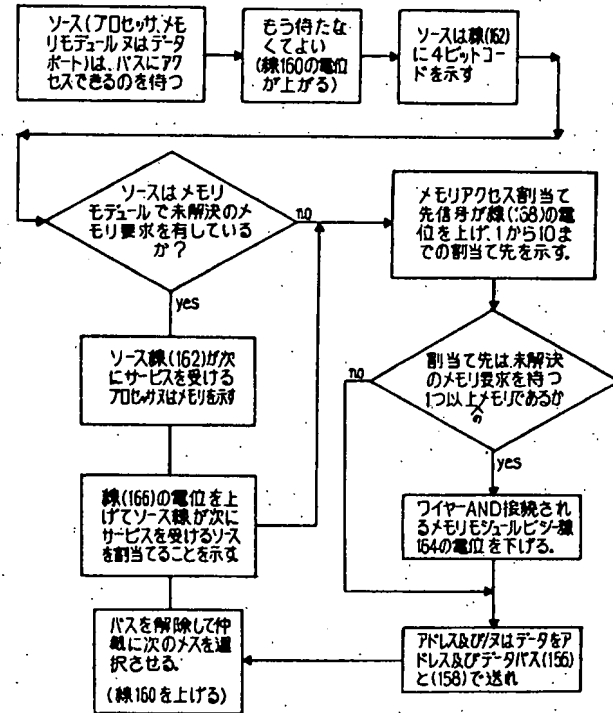 ソース(プロセッサ,メモ
リモデュール又はデータ
ポート)は、バスにア
クセスできるのを待つ
もう待たな
くてよい
(線160の電位
が上がる)
ソースは線(162)
に4ビットコー
ドを示す
ソースはメモリ
モデュールで未解決のメ
モリ要求を有している
か?
no
yes
メモリアクセス割当て
先信号が線(168)の電
位を上げ、1から10ま
での割当て先を示す。
ソース線(162)が次
にサービスを受ける
プロセッサ又はメモリを示す
割当て先は、未解決
のメモリ要求を持つ
1つ以上メモリであるか
の
no
yes
線(166)の電位を上
げてソース線が次に
サービスを受けるソース
を割当てることを示す
ワイヤーAND接続され
るメモリモジュールビジー線
164の電位を下げる。
バスを解除して仲
裁に次のメスを選
択させる.
(線160を上げる)
アドレス及び/又はデータをア
ドレス及びデータバス(156)
と(158)で送れ